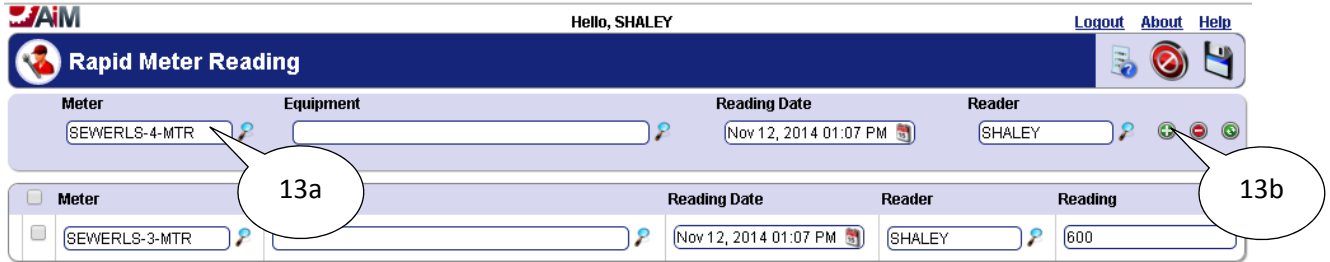 AiM Hello, SHALEY Logout About Help
Rapid Meter Reading
Meter Equipment Reading Date Reader
SEWERLS-4-MTR Nov 12, 2014 01:07 PM SHALEY
13a 13b
Meter Reading Date Reader Reading
SEWERLS-3-MTR Nov 12, 2014 01:07 PM SHALEY 600